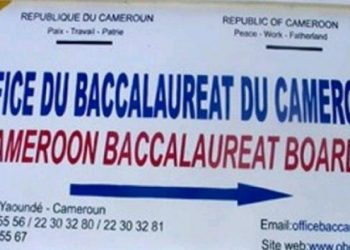 REPUBLIQUE DU CAMEROUN
Paix - Travail - Patrie
REPUBLIC OF CAMEROON
Peace - Work - Fatherland
FICE DU BACCALAUREAT DU CAMERO
AMEROON BACCALAUREAT BOARD
Yaoundé - Cameroun
55 56 / 22 30 32 80 / 22 30 32 81
55 67
Email:officebacca
Site web:www.ob